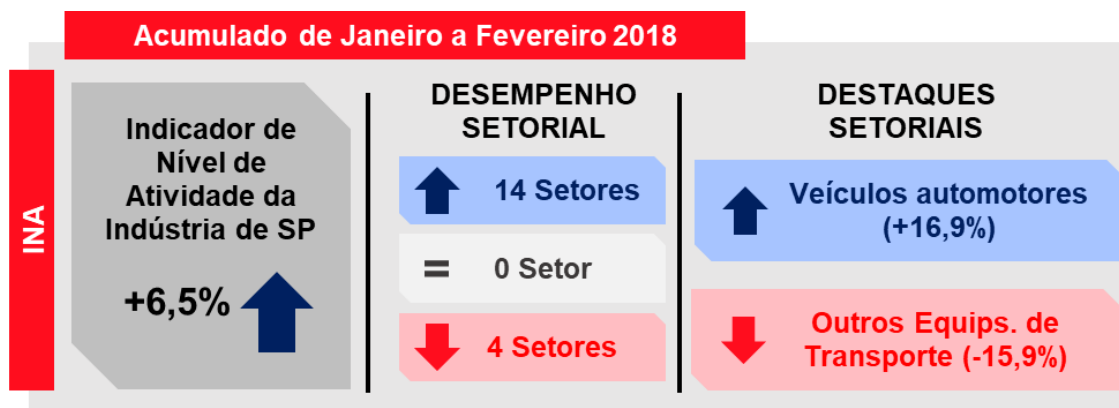 Acumulado de Janeiro a Fevereiro 2018
INA
Indicador de
Nível de
Atividade da
Indústria de SP
+6,5%
DESEMPENHO
SETORIAL
14 Setores
= 0 Setor
4 Setores
DESTAQUES
SETORIAIS
Veículos automotores
(+16,9%)
Outros Equips. de
Transporte (-15,9%)